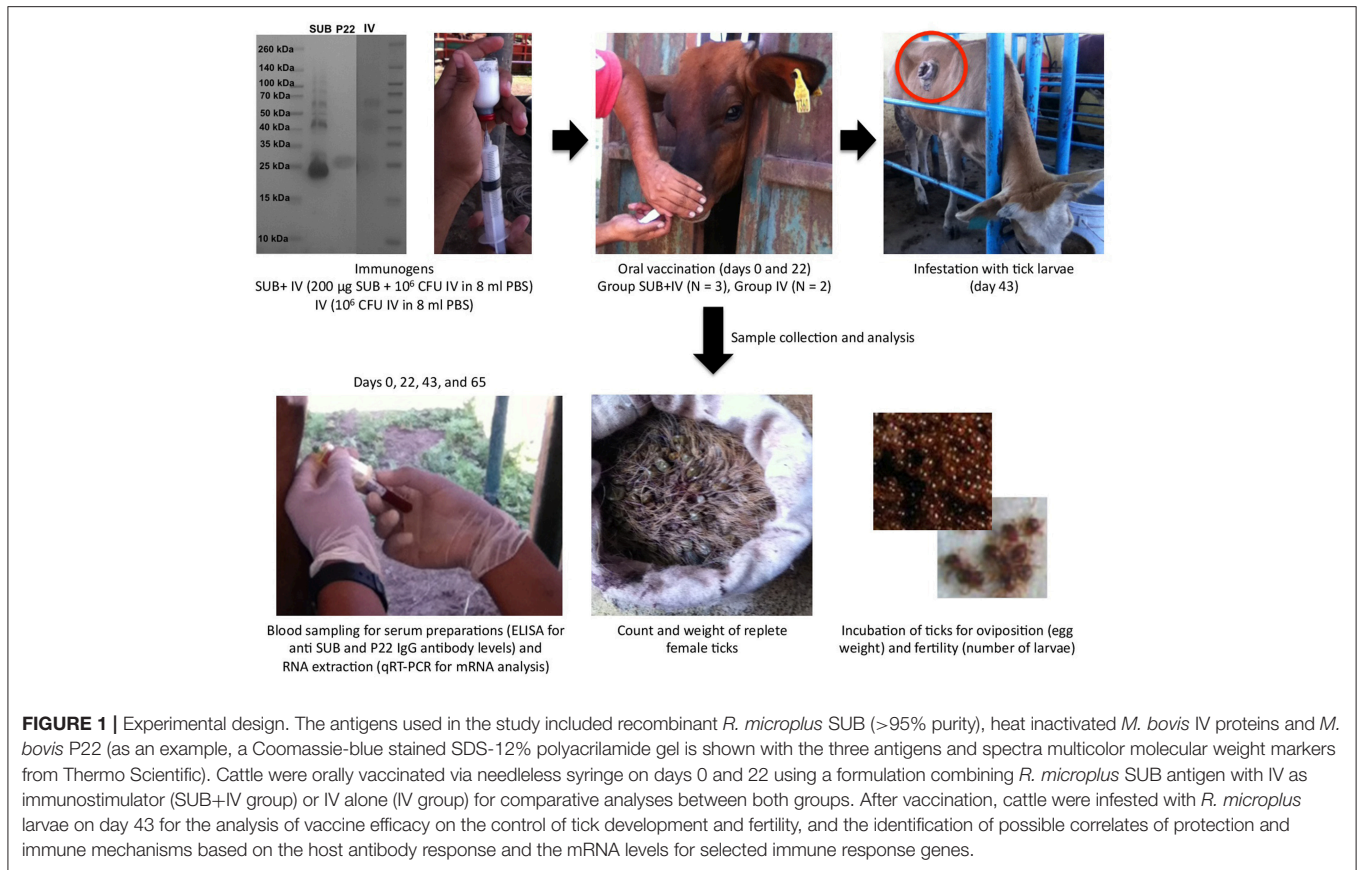 SUB P22 IV
260 kDa
140 kDa
100 kDa
70 kDa
50 kDa
40 kDa
35 kDa
25 kDa
15 kDa
10 kDa
Immunogens
SUB+ IV (200 µg SUB + 10⁶ CFU IV in 8 ml PBS)
IV (10⁶ CFU IV in 8 ml PBS)
Oral vaccination (days 0 and 22)
Group SUB+IV (N = 3), Group IV (N = 2)
Infestation with tick larvae
(day 43)
Sample collection and analysis
Days 0, 22, 43, and 65
Blood sampling for serum preparations (ELISA for
anti SUB and P22 IgG antibody levels) and
RNA extraction (qRT-PCR for mRNA analysis)
Count and weight of replete
female ticks
Incubation of ticks for oviposition (egg
weight) and fertility (number of larvae)
FIGURE 1 | Experimental design. The antigens used in the study included recombinant R. microplus SUB (>95% purity), heat inactivated M. bovis IV proteins and M.
bovis P22 (as an example, a Coomassie-blue stained SDS-12% polyacrilamide gel is shown with the three antigens and spectra multicolor molecular weight markers
from Thermo Scientific). Cattle were orally vaccinated via needleless syringe on days 0 and 22 using a formulation combining R. microplus SUB antigen with IV as
immunostimulator (SUB+IV group) or IV alone (IV group) for comparative analyses between both groups. After vaccination, cattle were infested with R. microplus
larvae on day 43 for the analysis of vaccine efficacy on the control of tick development and fertility, and the identification of possible correlates of protection and
immune mechanisms based on the host antibody response and the mRNA levels for selected immune response genes.